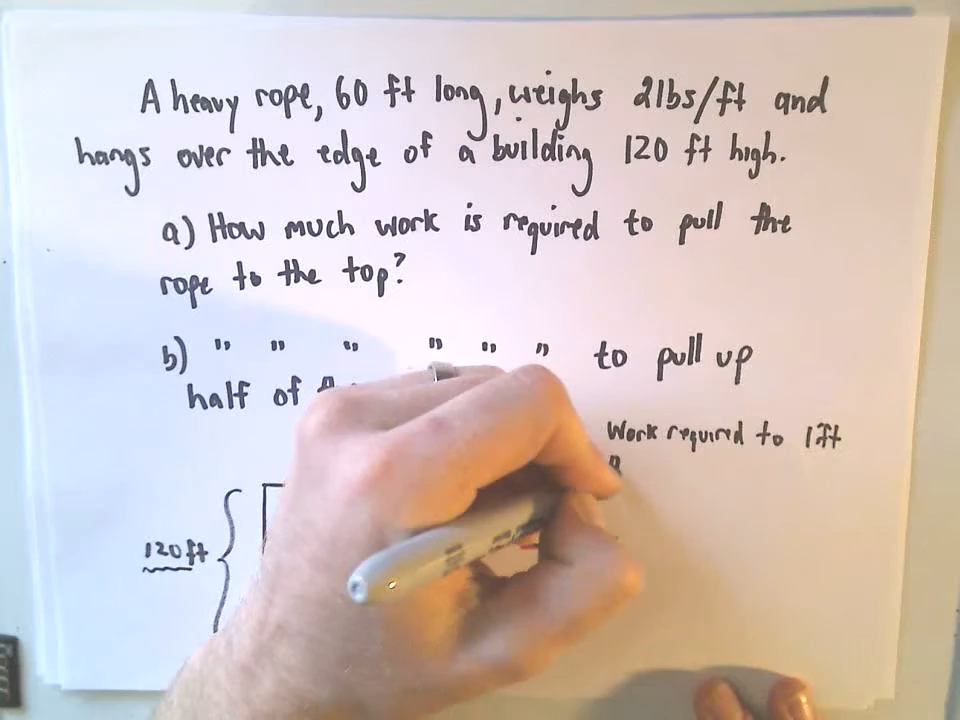 A heavy rope, 60 ft long, weighs 2lbs/ft and
hangs over the edge of a building 120 ft high.
a) How much work is required to pull the
rope to the top?
b) " " " " " " to pull up
half of
Work required to lift
120ft